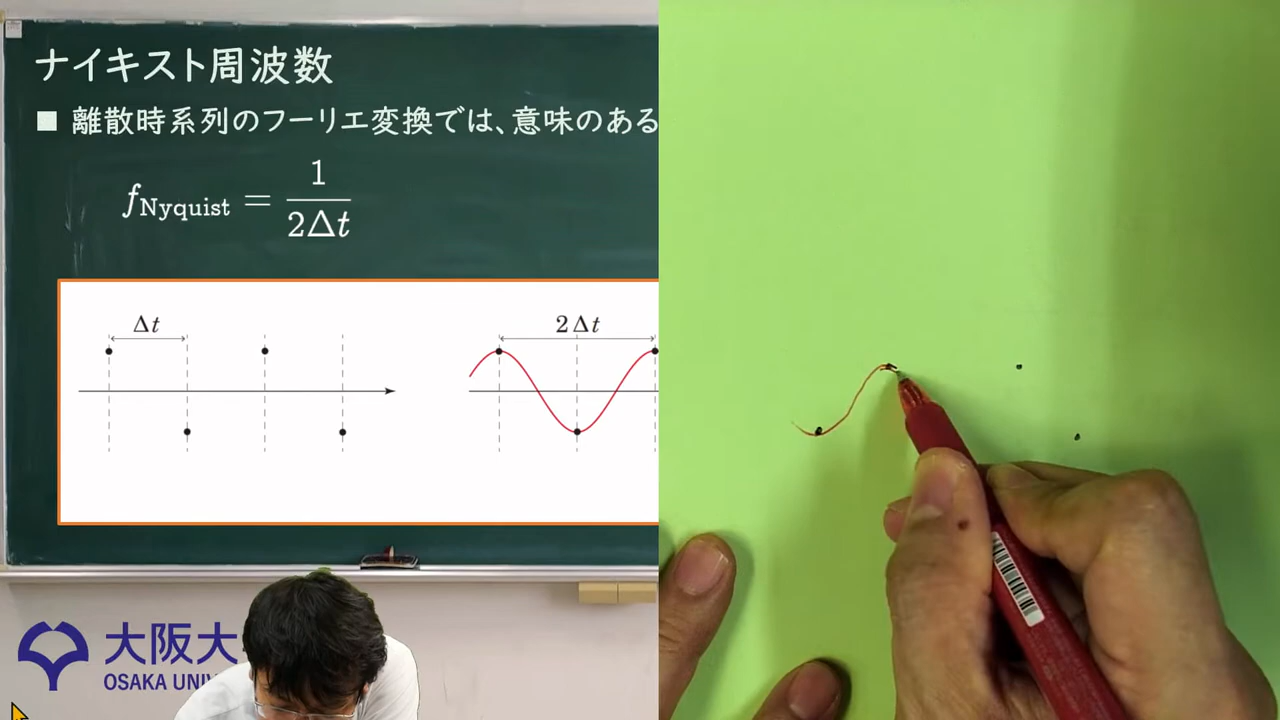 ナイキスト周波数
■ 離散時系列のフーリエ変換では、意味のある
f_Nyquist = 1/(2Δt)
Δt
2Δt
大阪大
OSAKA UNIV